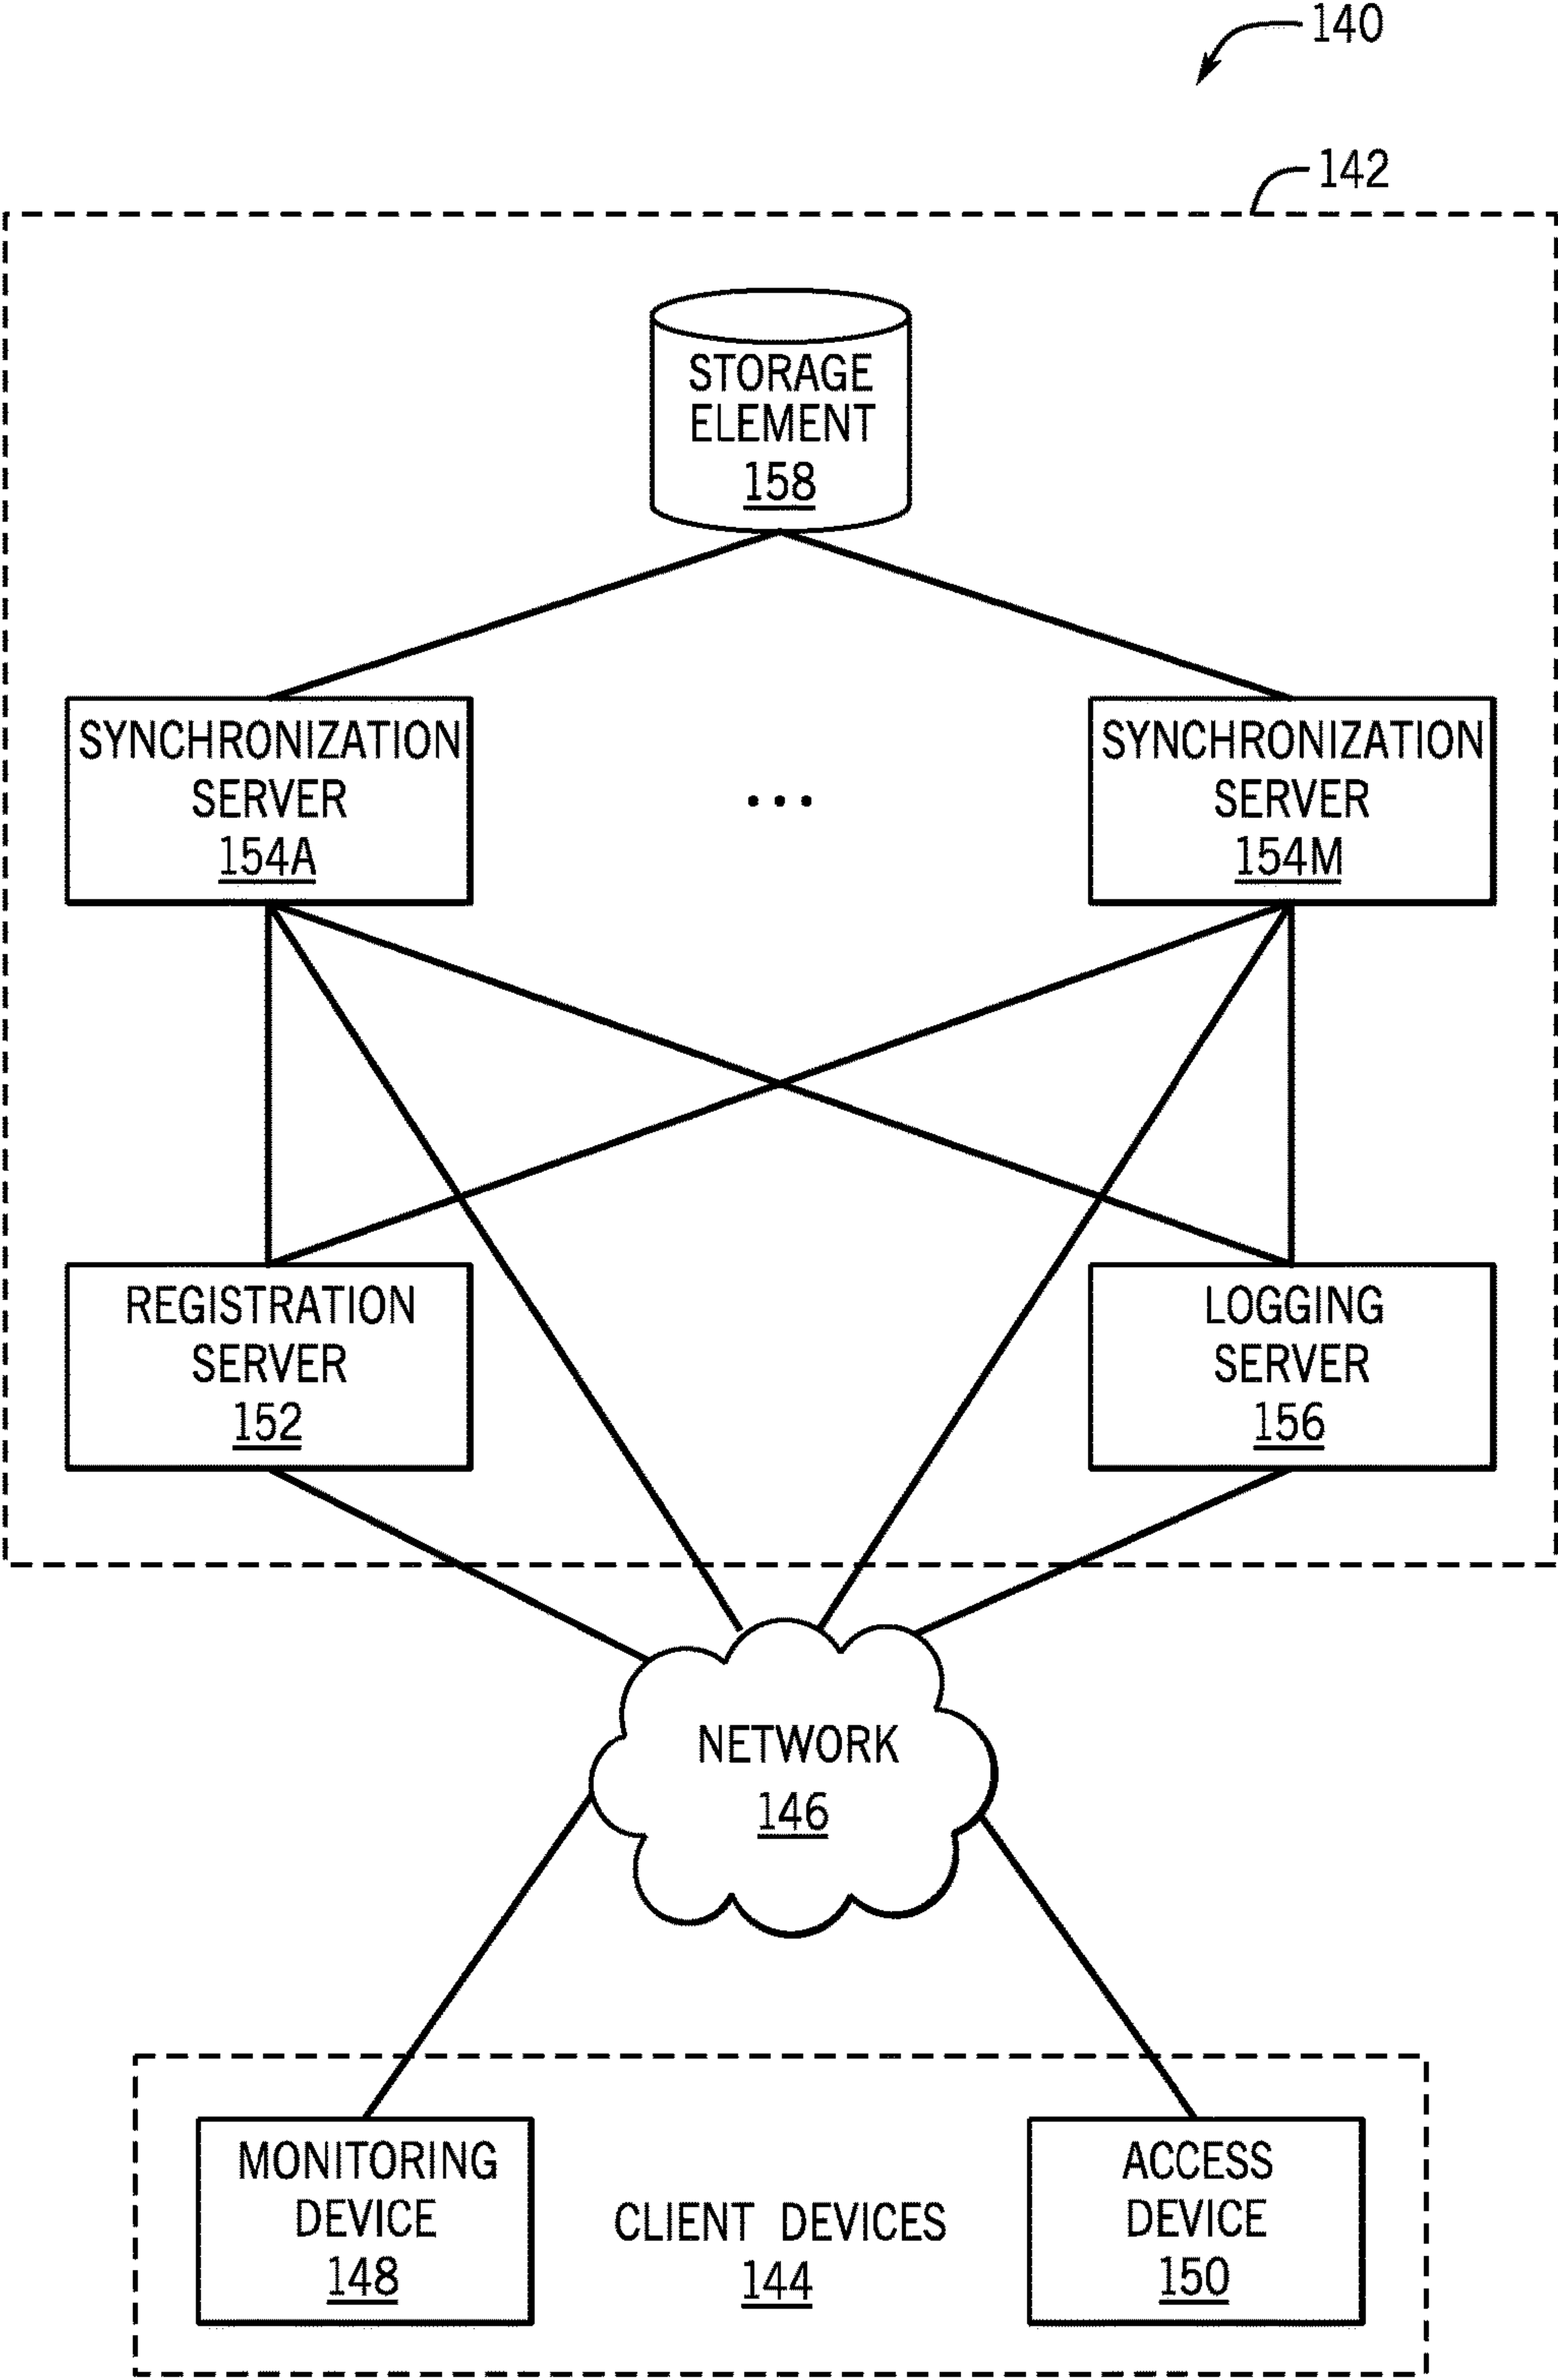 140
142
STORAGE
ELEMENT
158
SYNCHRONIZATION
SERVER
154A
...
SYNCHRONIZATION
SERVER
154M
REGISTRATION
SERVER
152
LOGGING
SERVER
156
NETWORK
146
MONITORING
DEVICE
148
CLIENT DEVICES
144
ACCESS
DEVICE
150